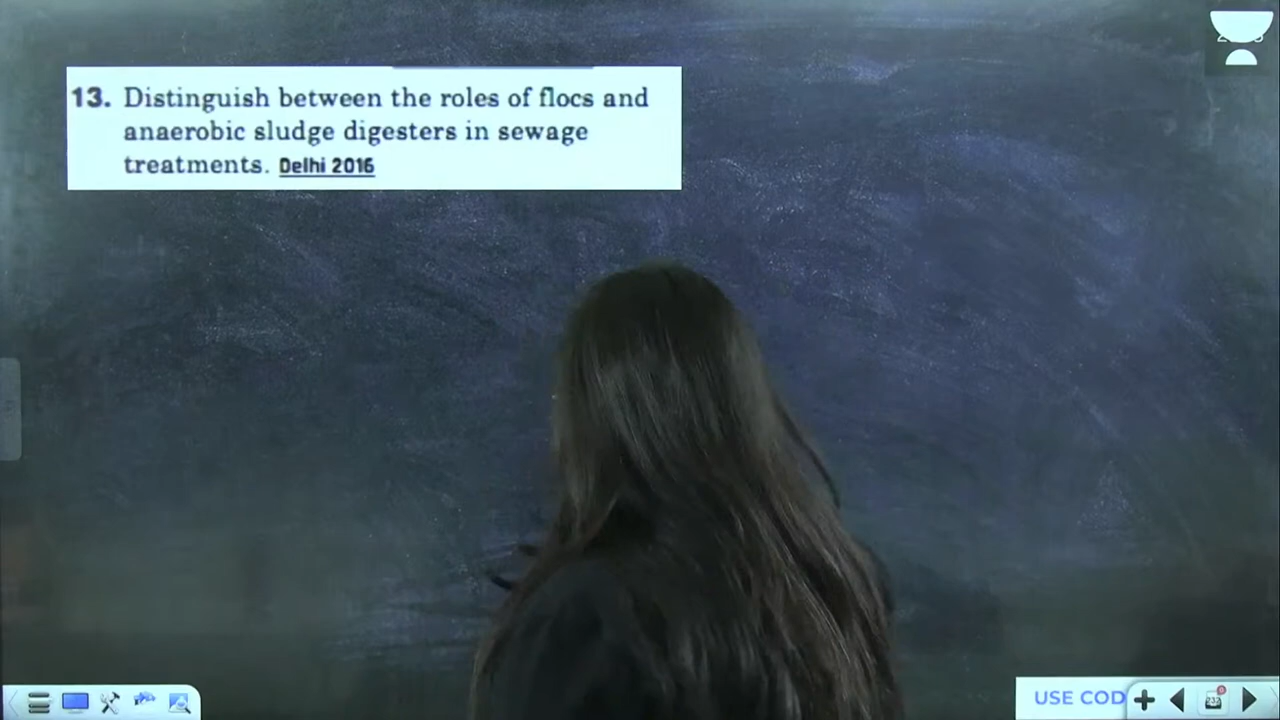 13. Distinguish between the roles of flocs and
anaerobic sludge digesters in sewage
treatments. Delhi 2016
USE COD